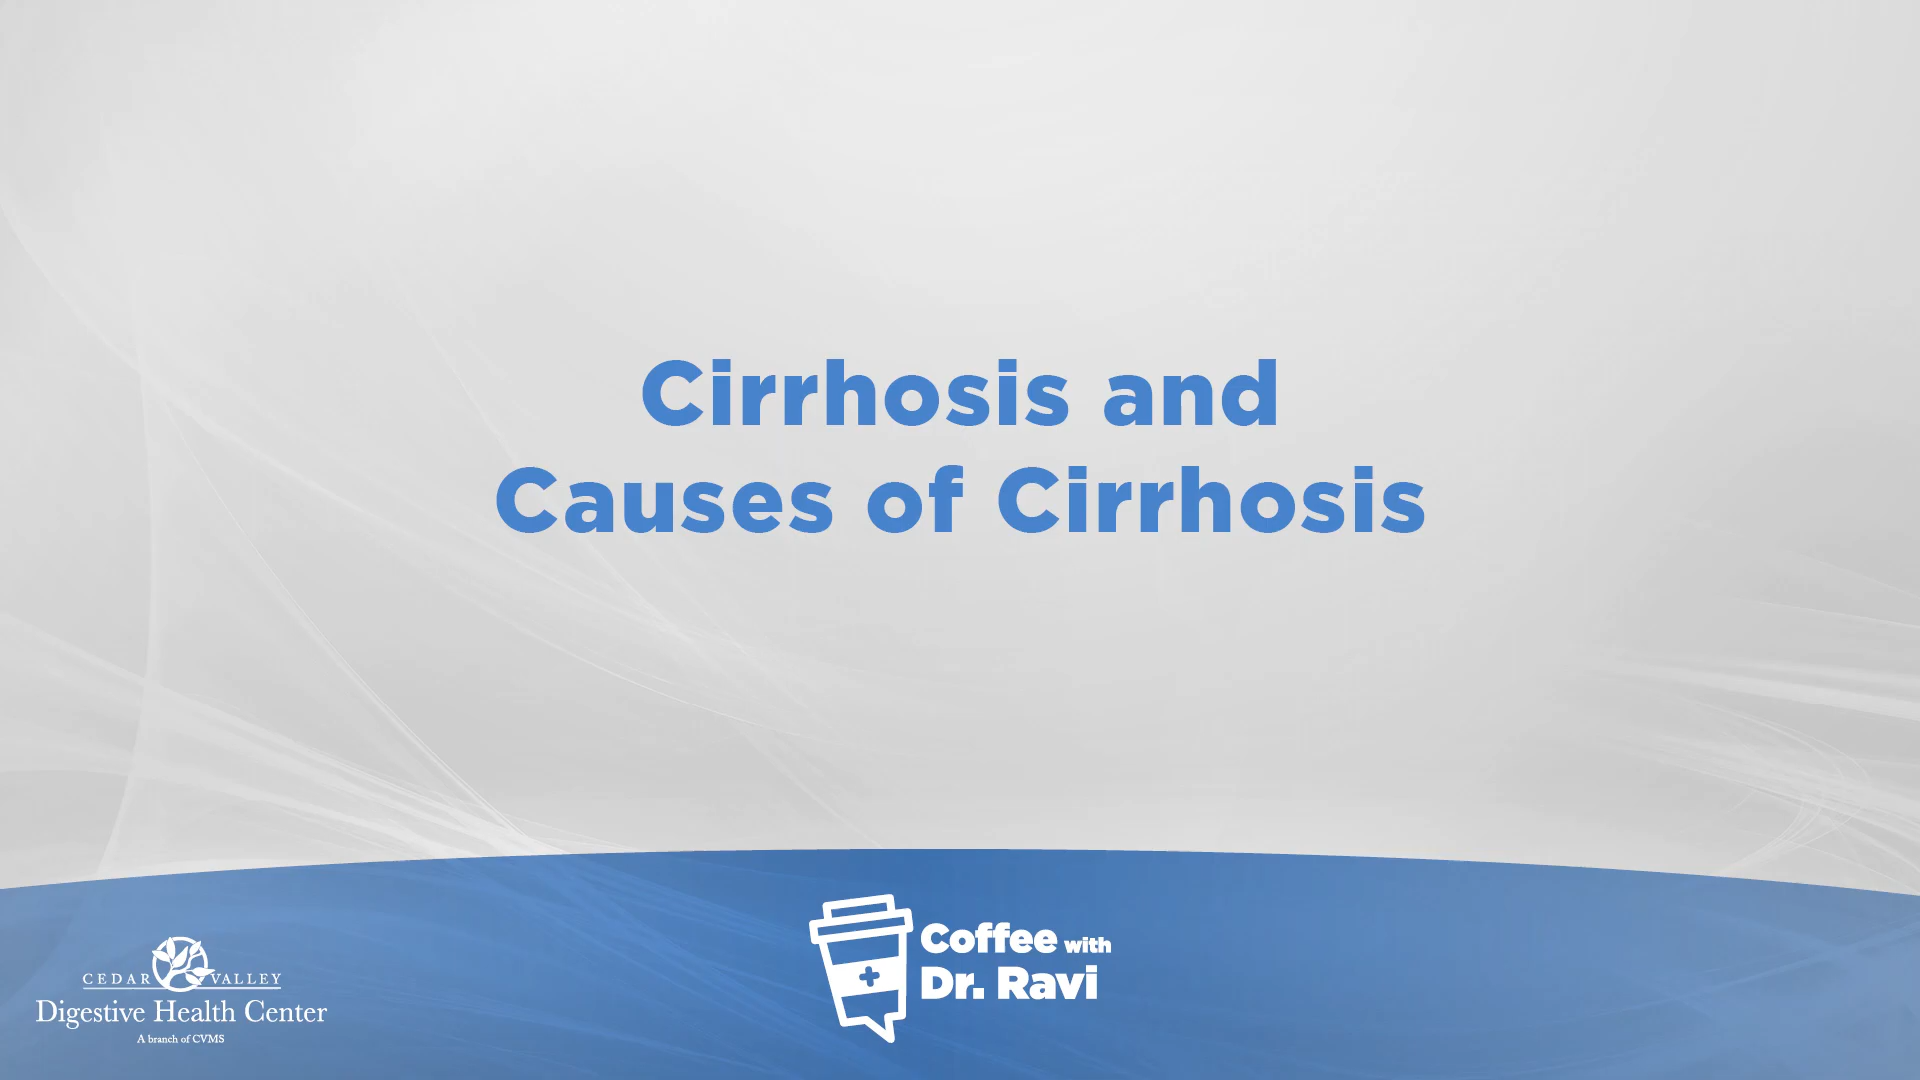 Cirrhosis and
Causes of Cirrhosis
CEDAR VALLEY
Digestive Health Center
A branch of CVMS
Coffee with
Dr. Ravi